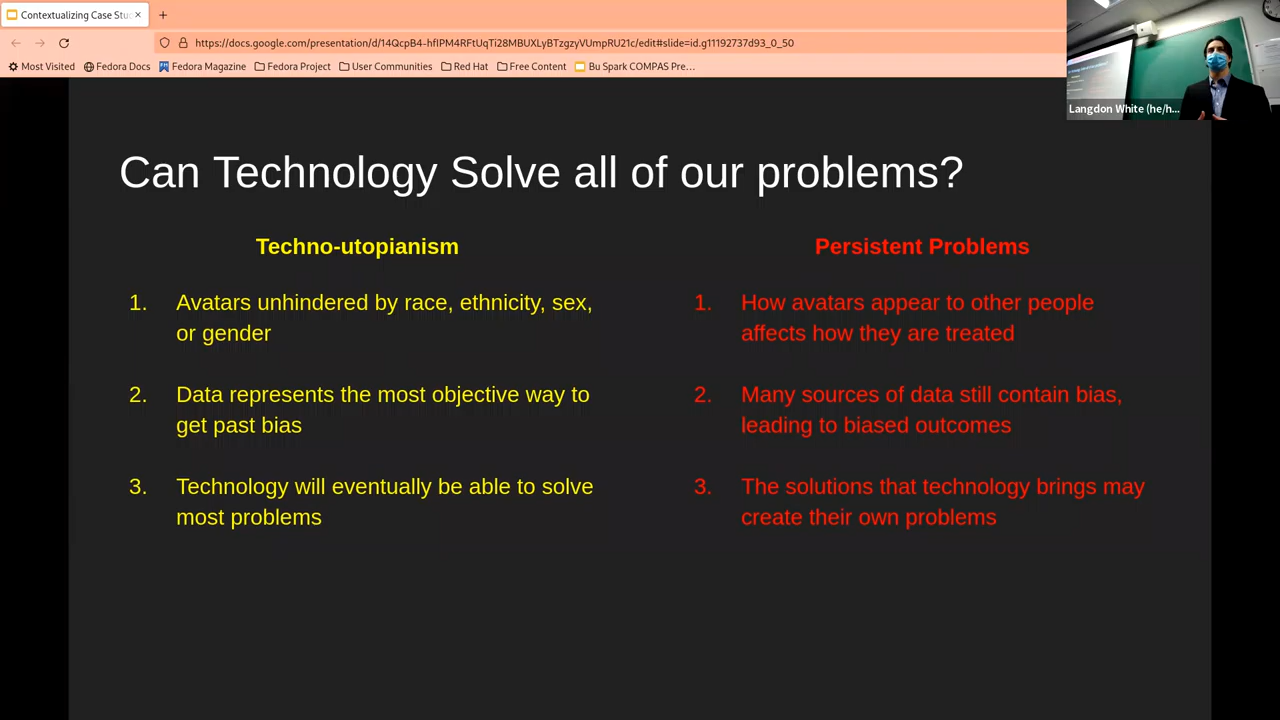 Contextualizing Case Stu
https://docs.google.com/presentation/d/14QcpB4-hfIPM4RFtUqTi28MBUXLyBTzgzyVUmpRU21c/edit#slide=id.g11192737d93_0_50
Most Visited Fedora Docs Fedora Magazine Fedora Project User Communities Red Hat Free Content Bu Spark COMPAS Pre...
Langdon White (he/h...
Can Technology Solve all of our problems?
Techno-utopianism
1. Avatars unhindered by race, ethnicity, sex,
or gender
2. Data represents the most objective way to
get past bias
3. Technology will eventually be able to solve
most problems
Persistent Problems
1. How avatars appear to other people
affects how they are treated
2. Many sources of data still contain bias,
leading to biased outcomes
3. The solutions that technology brings may
create their own problems